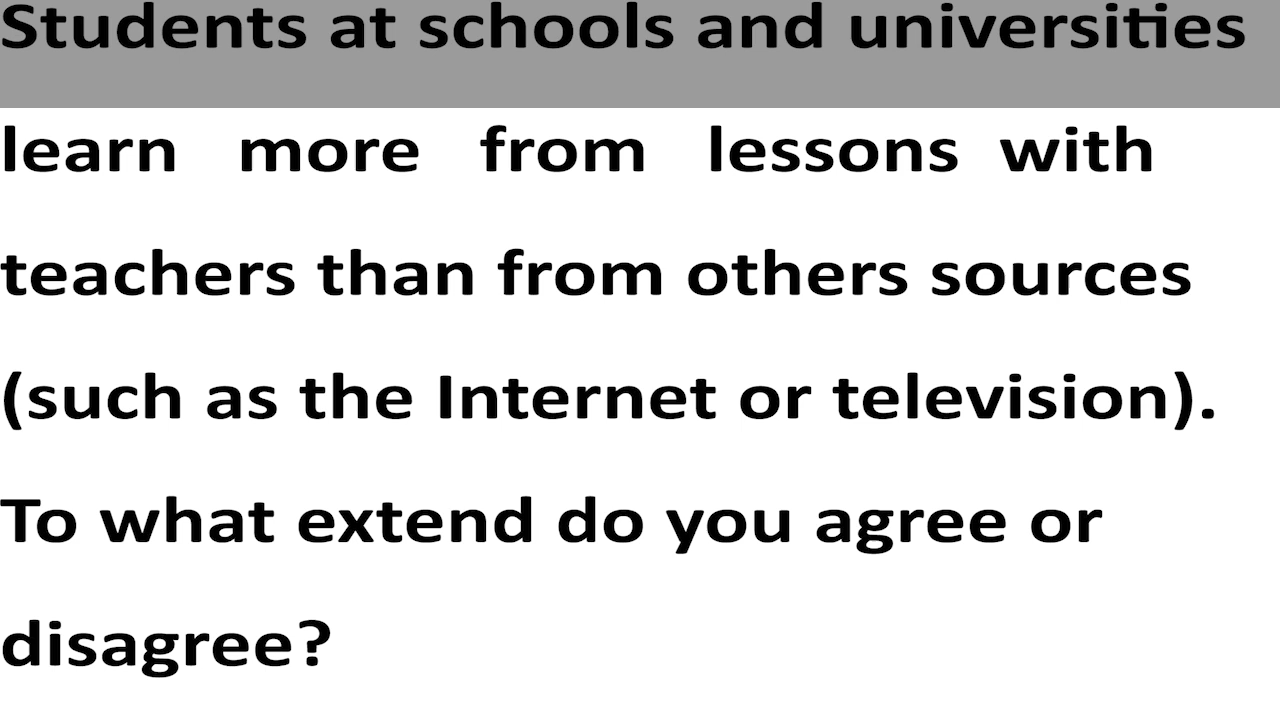 Students at schools and universities
learn more from lessons with
teachers than from others sources
(such as the Internet or television).
To what extend do you agree or
disagree?